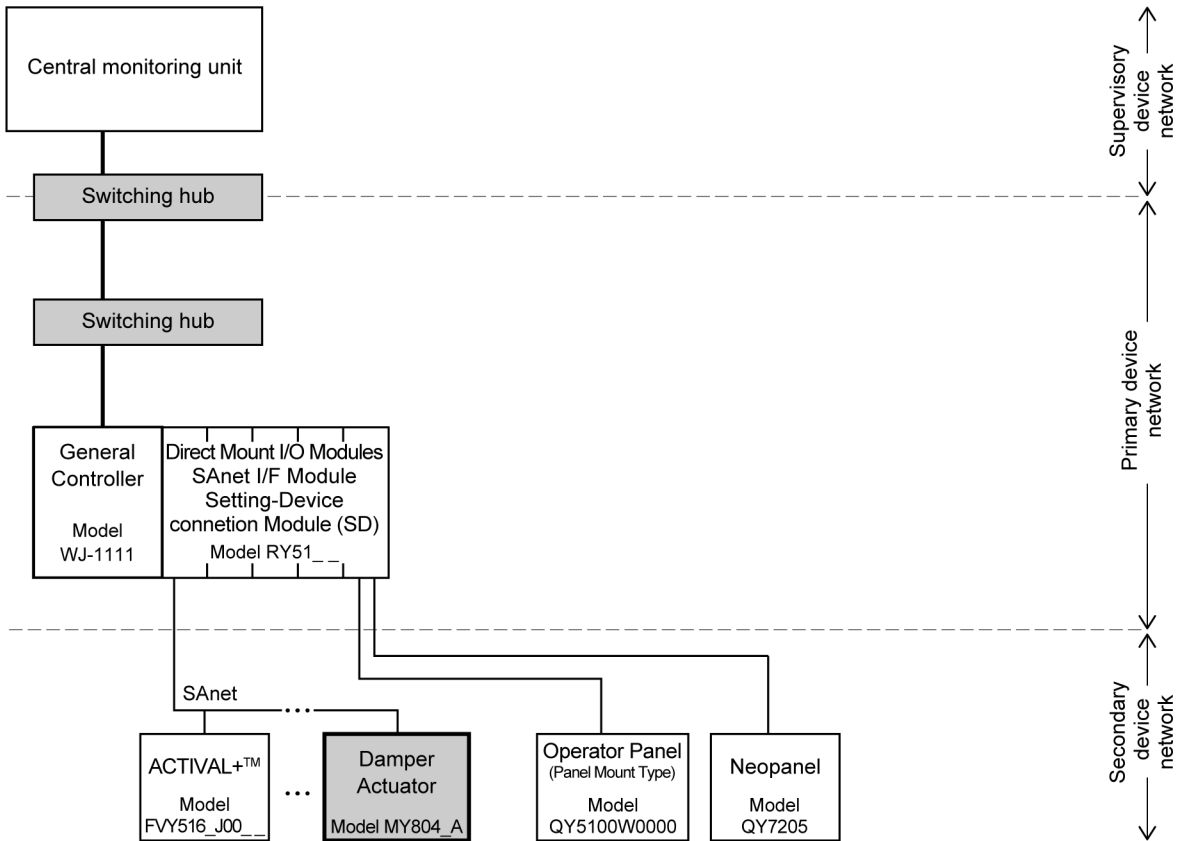 Central monitoring unit
Supervisory
device
network
Switching hub
Switching hub
Primary device
network
General
Controller
Model
WJ-1111
Direct Mount I/O Modules
SAnet I/F Module
Setting-Device
connetion Module (SD)
Model RY51_ _
SAnet
...
ACTIVAL+™
Model
FVY516_J00_ _
...
Damper
Actuator
Model MY804_A
Operator Panel
(Panel Mount Type)
Model
QY5100W0000
Neopanel
Model
QY7205
Secondary
device
network